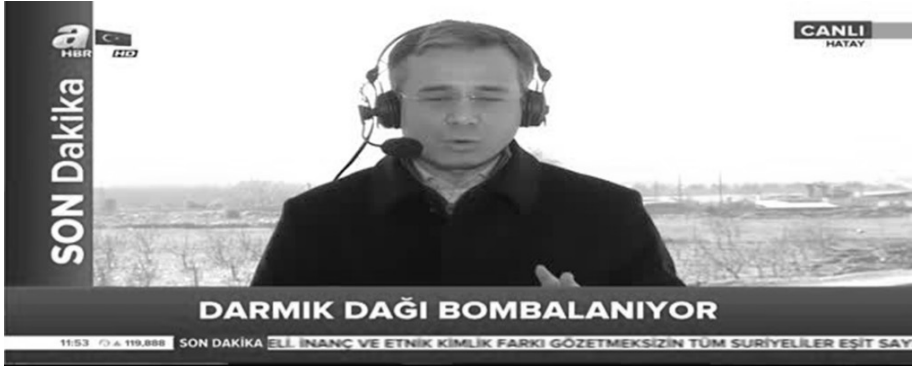 a
HBR HD
CANLI
HATAY
SON Dakika
DARMIK DAĞI BOMBALANIYOR
11:53 119,888 SON DAKİKA ELİ. İNANÇ VE ETNİK KİMLİK FARKI GÖZETMEKSİZİN TÜM SURİYELİLER EŞİT SAY